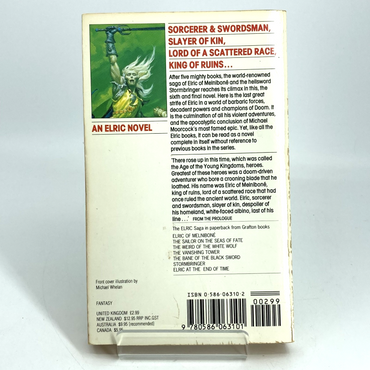 SORCERER & SWORDSMAN,
SLAYER OF KIN,
LORD OF A SCATTERED RACE,
KING OF RUINS...
After five mighty books, the world-renowned
saga of Elric of Melniboné and the hellsword
Stormbringer reaches its climax in this, the
sixth and final novel. Here is the last great
strife of Elric in a world of barbaric forces,
decadent powers and champions of Doom. It
is the culmination of all his violent adventures,
and the apocalyptic conclusion of Michael
Moorcock's most famed epic. Yet, like all the
Elric books, it can be read as a novel
complete in itself without reference to
previous books in the series.
AN ELRIC NOVEL
There rose up in this time, which was called
the Age of the Young Kingdoms, heroes.
Greatest of these heroes was a doom-driven
adventurer who bore a crooning blade that he
loathed. His name was Elric of Melniboné,
king of ruins, lord of a scattered race that had
once ruled the ancient world. Elric, sorcerer
and swordsman, slayer of kin, despoiler of
his homeland, white-faced albino, last of his
line ...' FROM THE PROLOGUE
The ELRIC Saga in paperback from Grafton books
ELRIC OF MELNIBONÉ
THE SAILOR ON THE SEAS OF FATE
THE WEIRD OF THE WHITE WOLF
THE VANISHING TOWER
THE BANE OF THE BLACK SWORD
STORMBRINGER
ELRIC AT THE END OF TIME
Front cover illustration by
Michael Whelan
FANTASY
UNITED KINGDOM £2.99
NEW ZEALAND $12.95 RRP INC.GST
AUSTRALIA $9.95 (recommended)
CANADA
ISBN 0-586-06310-2
00299
9 780586 063101